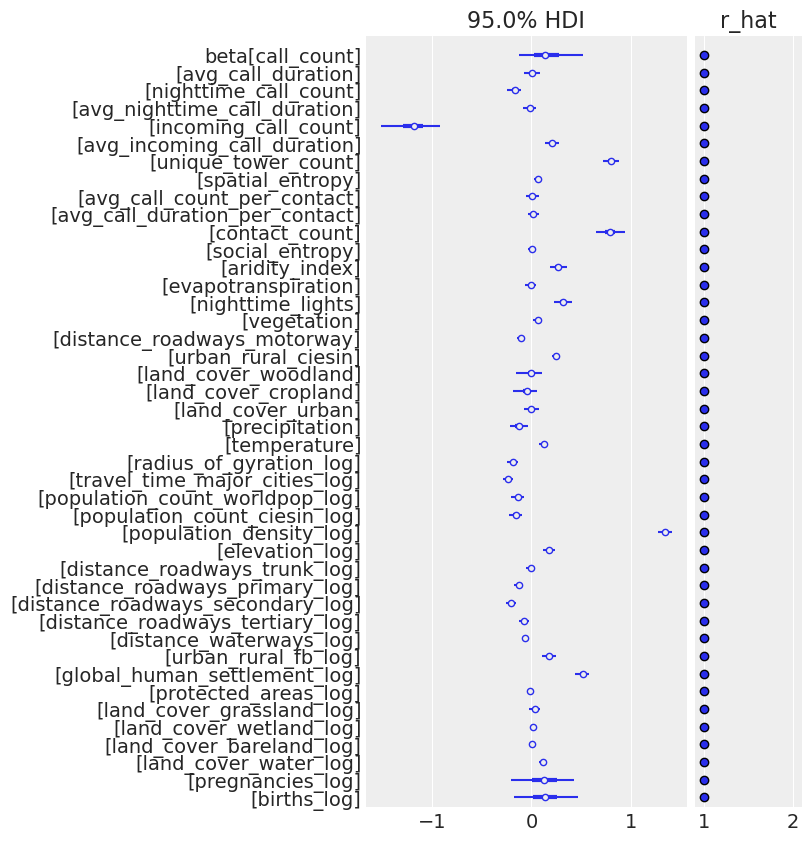 95.0% HDI
r_hat
beta[call_count]
[avg_call_duration]
[nighttime_call_count]
[avg_nighttime_call_duration]
[incoming_call_count]
[avg_incoming_call_duration]
[unique_tower_count]
[spatial_entropy]
[avg_call_count_per_contact]
[avg_call_duration_per_contact]
[contact_count]
[social_entropy]
[aridity_index]
[evapotranspiration]
[nighttime_lights]
[vegetation]
[distance_roadways_motorway]
[urban_rural_ciesin]
[land_cover_woodland]
[land_cover_cropland]
[land_cover_urban]
[precipitation]
[temperature]
[radius_of_gyration_log]
[travel_time_major_cities_log]
[population_count_worldpop_log]
[population_count_ciesin_log]
[population_density_log]
[elevation_log]
[distance_roadways_trunk_log]
[distance_roadways_primary_log]
[distance_roadways_secondary_log]
[distance_roadways_tertiary_log]
[distance_waterways_log]
[urban_rural_fb_log]
[global_human_settlement_log]
[protected_areas_log]
[land_cover_grassland_log]
[land_cover_wetland_log]
[land_cover_bareland_log]
[land_cover_water_log]
[pregnancies_log]
[births_log]
−1 0 1
1 2